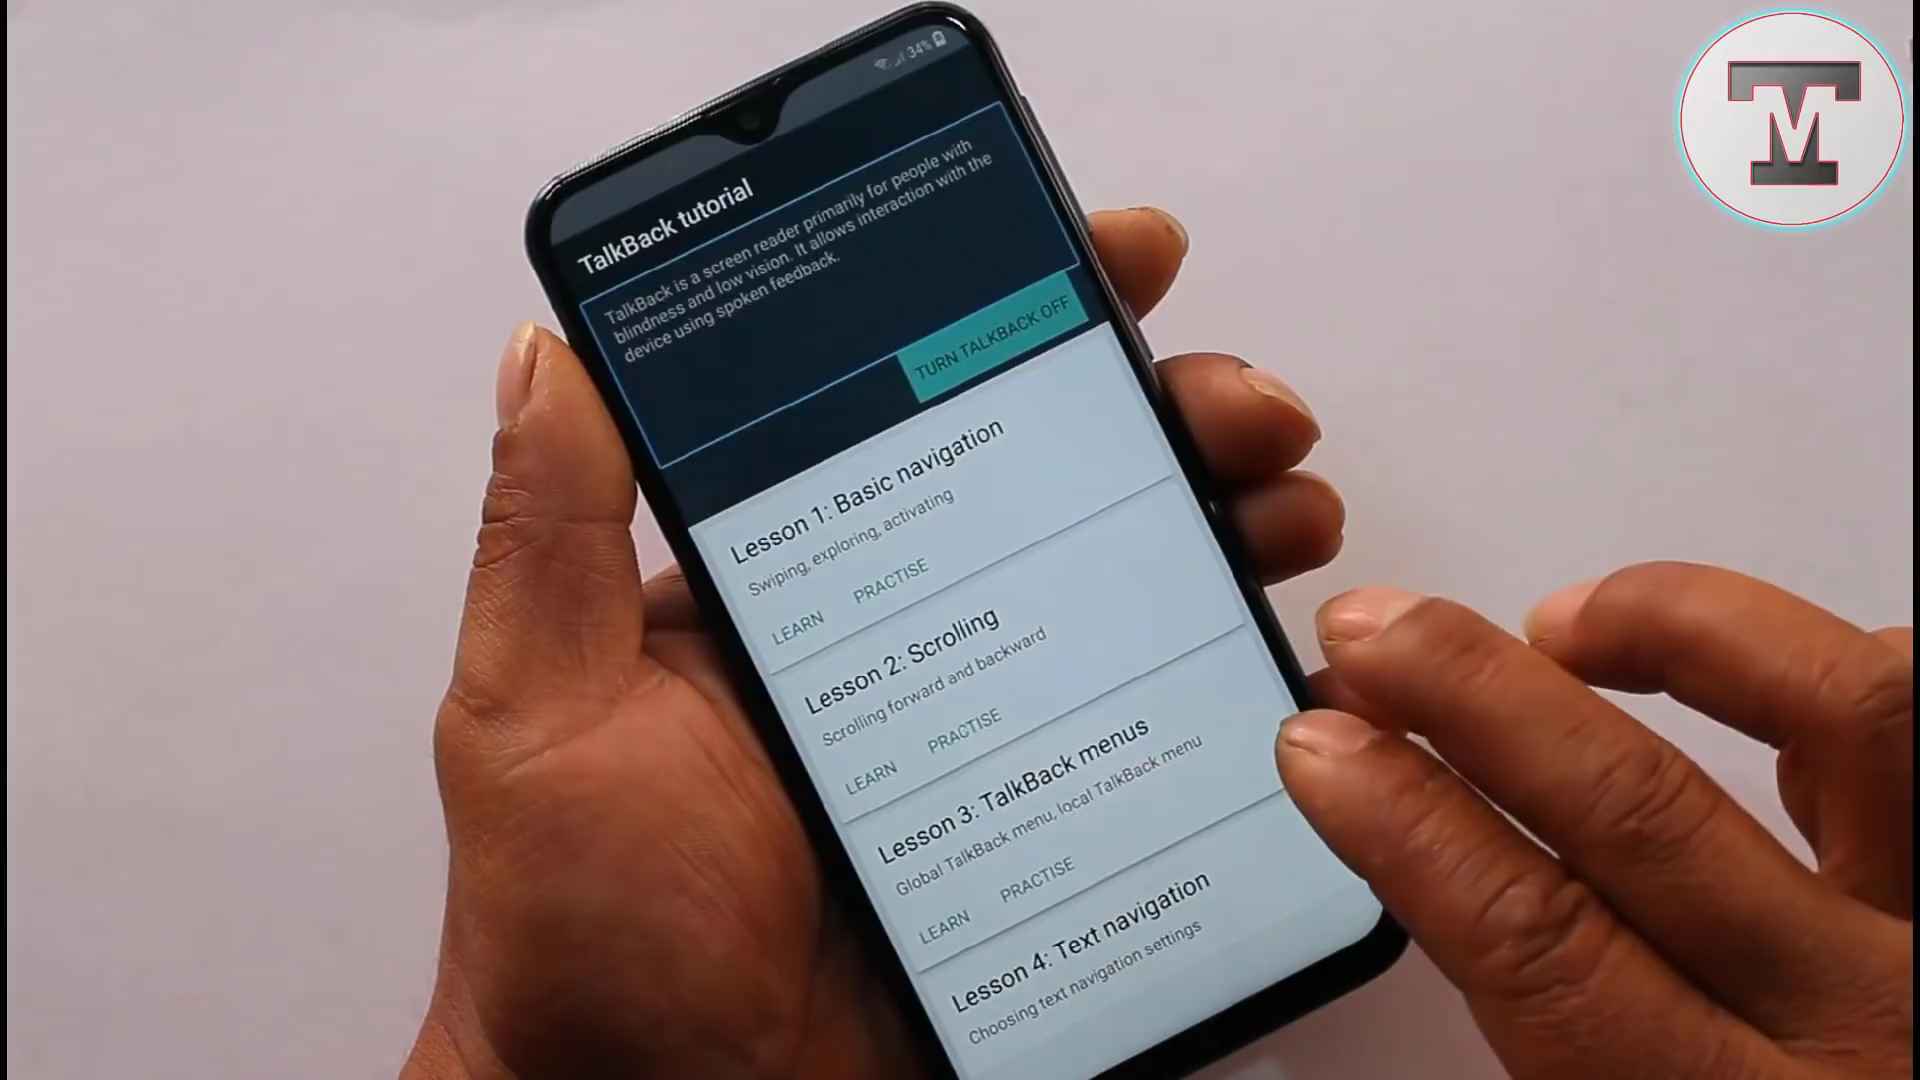 TM
34%
TalkBack tutorial
TalkBack is a screen reader primarily for people with
blindness and low vision. It allows interaction with the
device using spoken feedback.
TURN TALKBACK OFF
Lesson 1: Basic navigation
Swiping, exploring, activating
LEARN PRACTISE
Lesson 2: Scrolling
Scrolling forward and backward
LEARN PRACTISE
Lesson 3: TalkBack menus
Global TalkBack menu, local TalkBack menu
LEARN PRACTISE
Lesson 4: Text navigation
Choosing text navigation settings